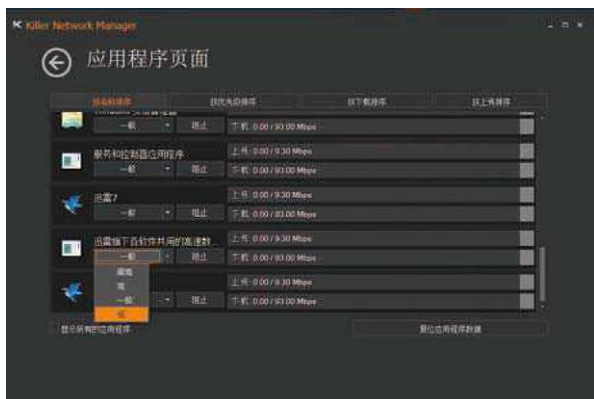 Killer Network Manager
应用程序页面
按名称排序 按优先级排序 按下载排序 按上传排序
一般 阻止 下载: 0.00 / 93.00 Mbps
服务和控制器应用程序 上传: 0.00 / 9.30 Mbps
一般 阻止 下载: 0.00 / 93.00 Mbps
迅雷7 上传: 0.00 / 9.30 Mbps
一般 阻止 下载: 0.00 / 93.00 Mbps
迅雷旗下各软件共用的高速数... 上传: 0.00 / 9.30 Mbps
一般 阻止 下载: 0.00 / 93.00 Mbps
最高
高 上传: 0.00 / 9.30 Mbps
一般 阻止 下载: 0.00 / 93.00 Mbps
低
显示所有的应用程序 复位应用程序数据